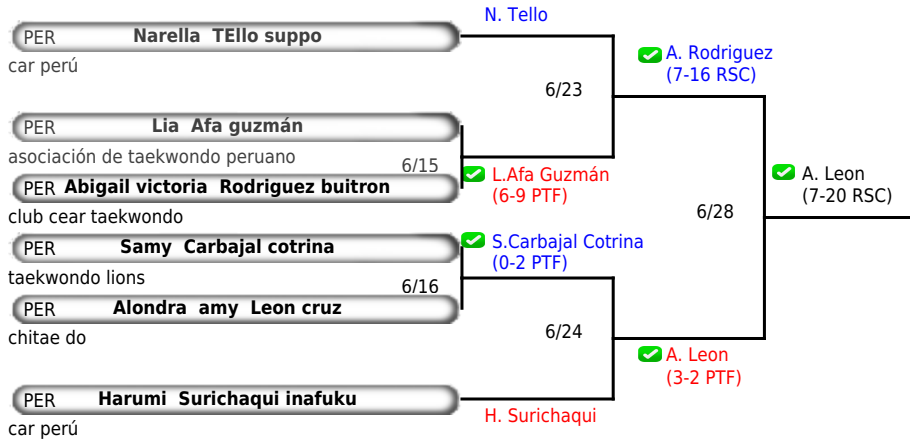 N. Tello
PER Narella TEllo suppo
car perú
A. Rodriguez
(7-16 RSC)
6/23
PER Lia Afa guzmán
asociación de taekwondo peruano
6/15
L.Afa Guzmán
(6-9 PTF)
PER Abigail victoria Rodriguez buitron
club cear taekwondo
A. Leon
(7-20 RSC)
6/28
PER Samy Carbajal cotrina
taekwondo lions
S.Carbajal Cotrina
(0-2 PTF)
6/16
PER Alondra amy Leon cruz
chitae do
6/24
A. Leon
(3-2 PTF)
PER Harumi Surichaqui inafuku
car perú
H. Surichaqui